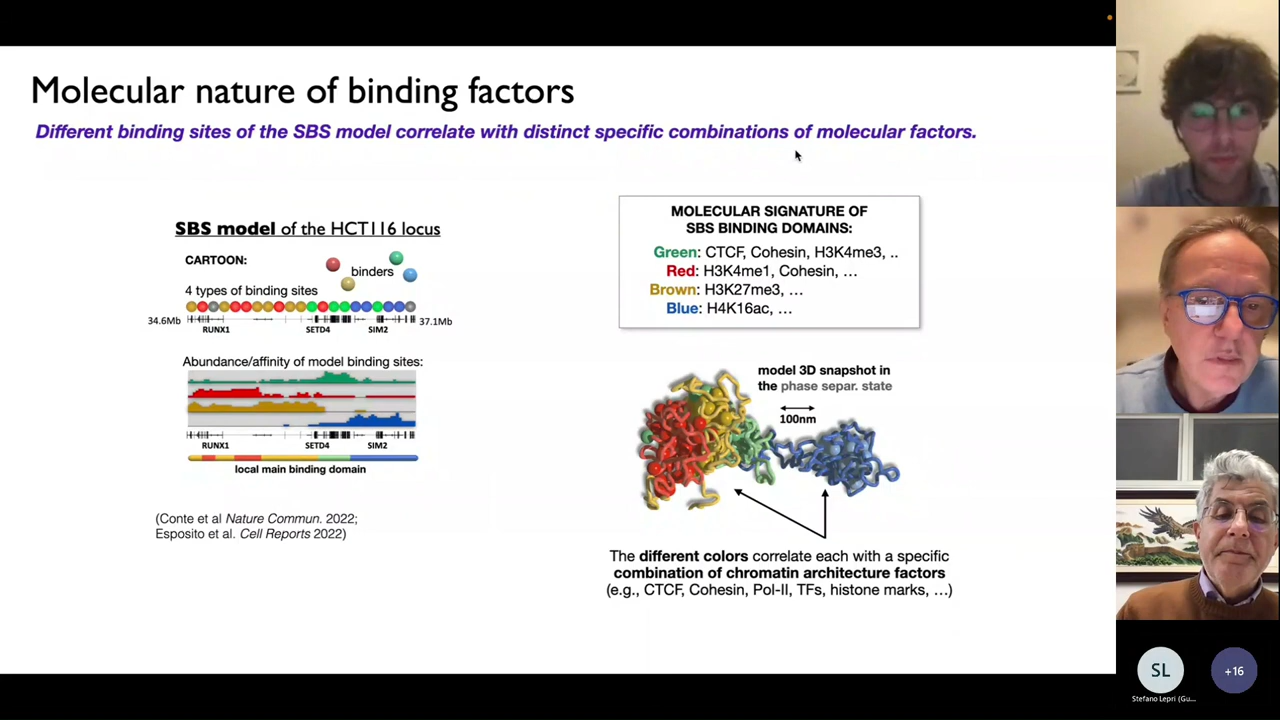 Molecular nature of binding factors
Different binding sites of the SBS model correlate with distinct specific combinations of molecular factors.
SBS model of the HCT116 locus
CARTOON:
binders
4 types of binding sites
34.6Mb
37.1Mb
RUNX1
SETD4
SIM2
Abundance/affinity of model binding sites:
RUNX1
SETD4
SIM2
local main binding domain
(Conte et al Nature Commun. 2022;
Esposito et al. Cell Reports 2022)
MOLECULAR SIGNATURE OF
SBS BINDING DOMAINS:
Green: CTCF, Cohesin, H3K4me3, ..
Red: H3K4me1, Cohesin, …
Brown: H3K27me3, …
Blue: H4K16ac, …
model 3D snapshot in
the phase separ. state
100nm
The different colors correlate each with a specific
combination of chromatin architecture factors
(e.g., CTCF, Cohesin, Pol-II, TFs, histone marks, …)
SL
Stefano Lepri (Gu...
+16